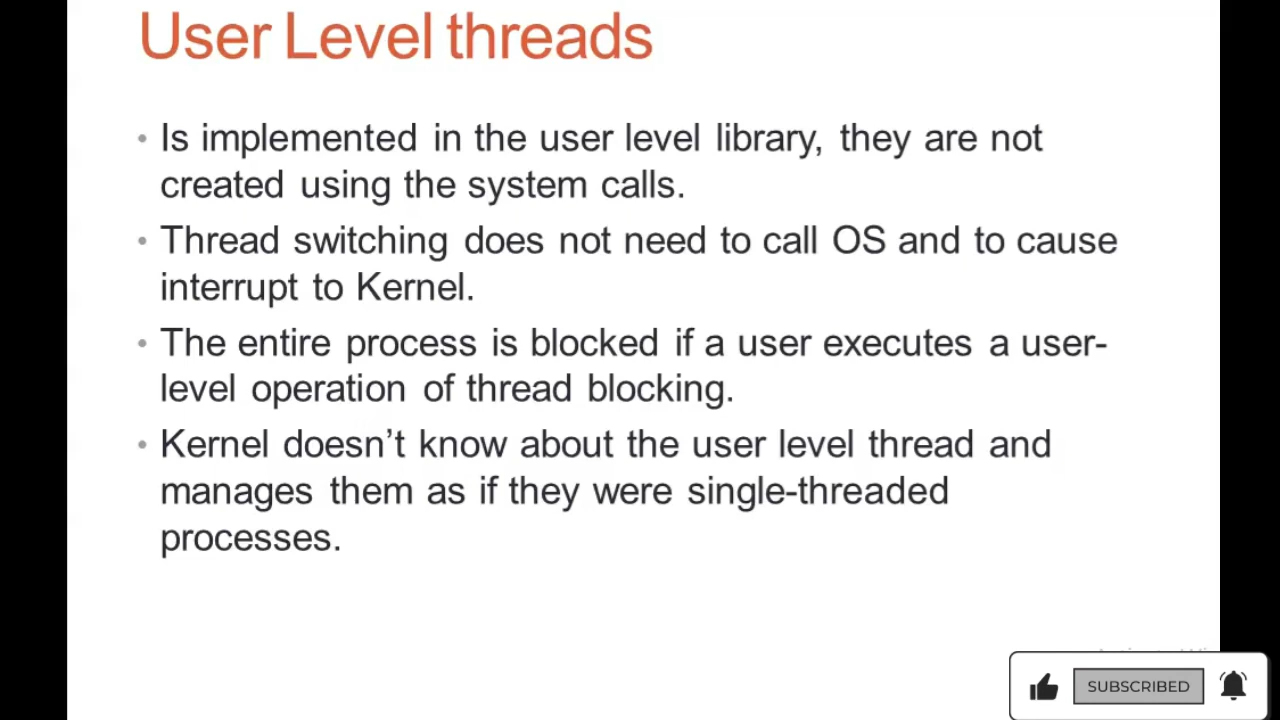 User Level threads
• Is implemented in the user level library, they are not
created using the system calls.
• Thread switching does not need to call OS and to cause
interrupt to Kernel.
• The entire process is blocked if a user executes a user-
level operation of thread blocking.
• Kernel doesn’t know about the user level thread and
manages them as if they were single-threaded
processes.
SUBSCRIBED